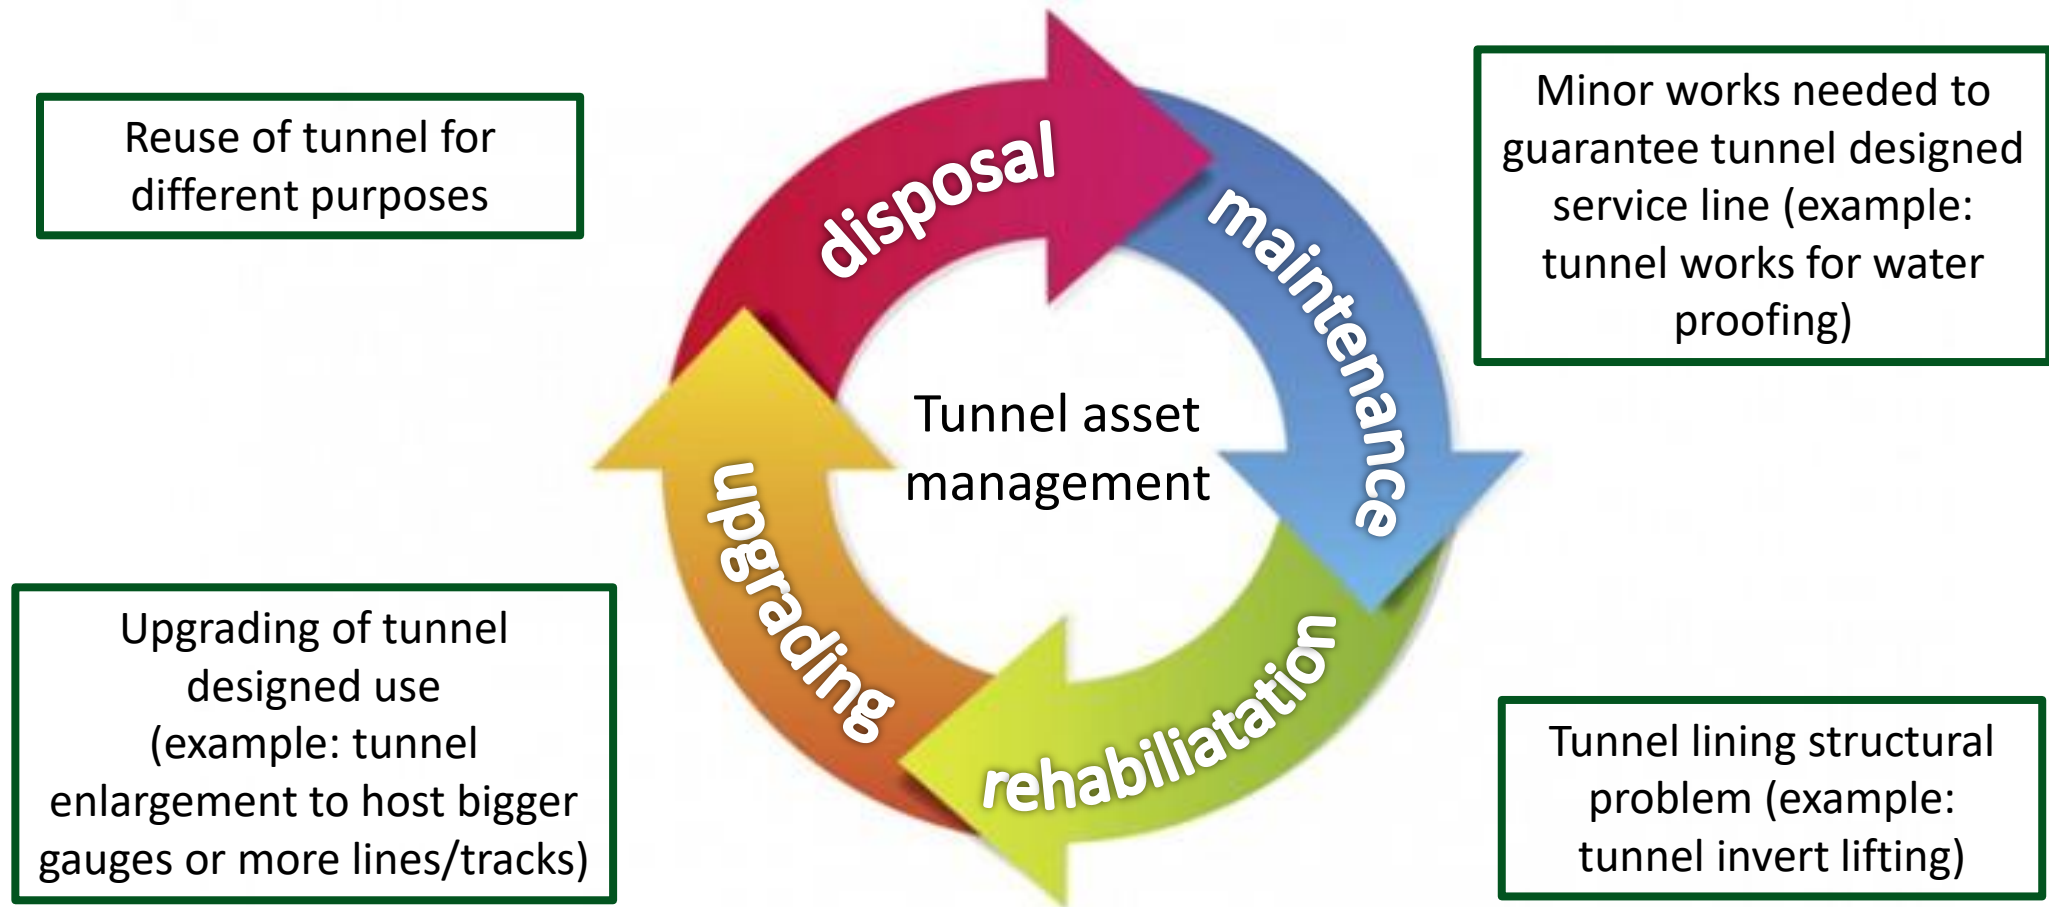 Reuse of tunnel for
different purposes
disposal
Minor works needed to
guarantee tunnel designed
service line (example:
tunnel works for water
proofing)
maintenance
Tunnel asset
management
upgrading
Upgrading of tunnel
designed use
(example: tunnel
enlargement to host bigger
gauges or more lines/tracks)
rehabiliatation
Tunnel lining structural
problem (example:
tunnel invert lifting)